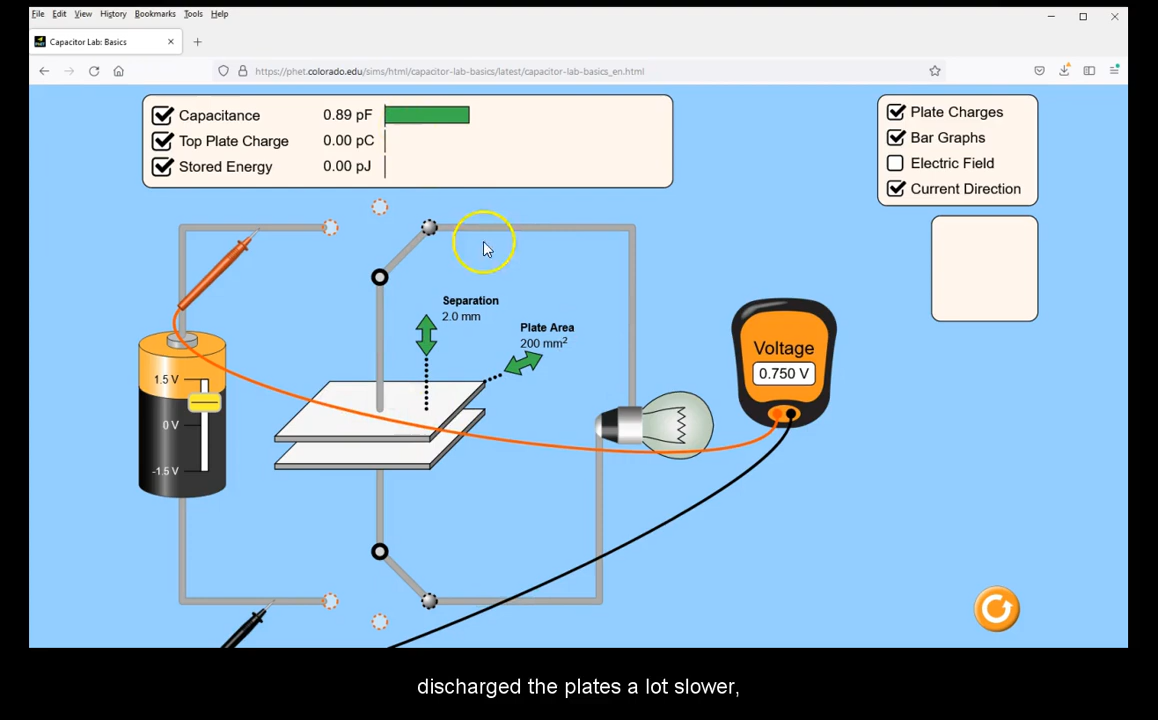 File Edit View History Bookmarks Tools Help
Capacitor Lab: Basics
https://phet.colorado.edu/sims/html/capacitor-lab-basics/latest/capacitor-lab-basics_en.html
Capacitance 0.89 pF
Top Plate Charge 0.00 pC
Stored Energy 0.00 pJ
Plate Charges
Bar Graphs
Electric Field
Current Direction
Separation
2.0 mm
Plate Area
200 mm²
1.5 V
0 V
-1.5 V
Voltage
0.750 V
discharged the plates a lot slower,